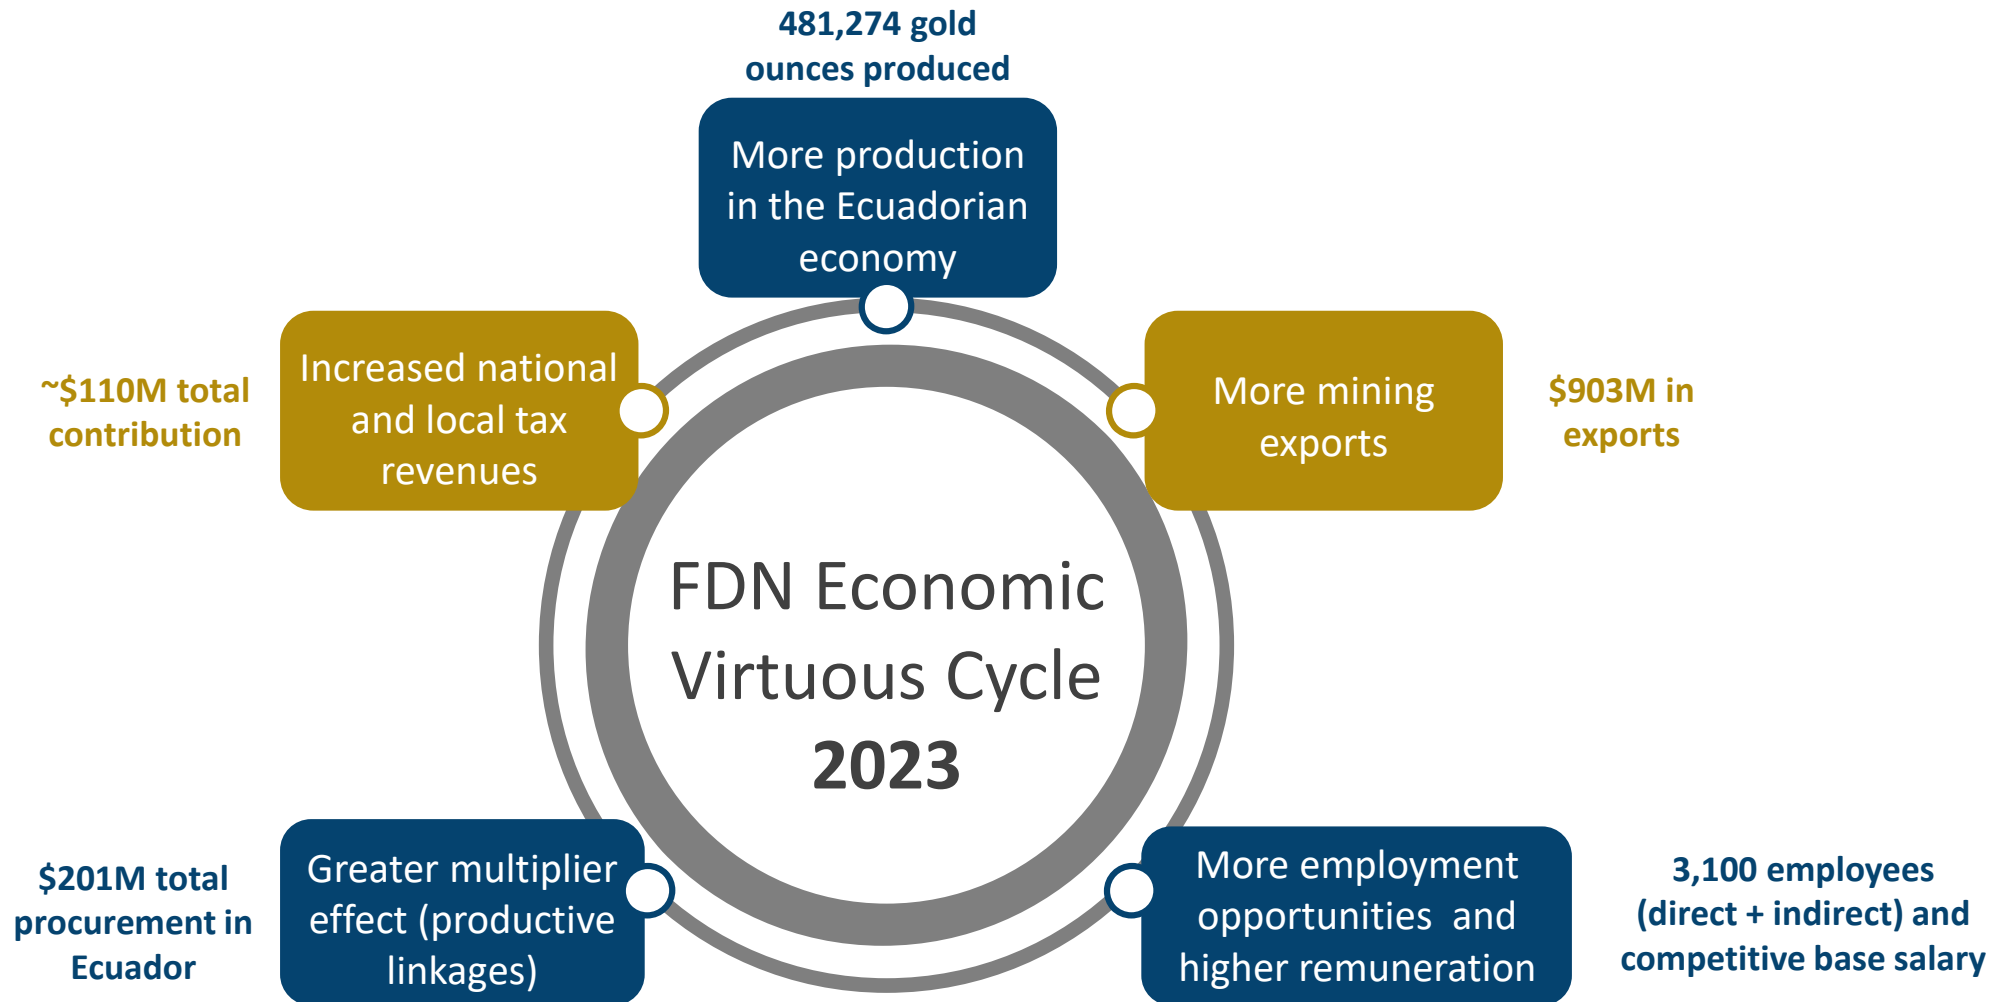 481,274 gold
ounces produced
More production
in the Ecuadorian
economy
~$110M total
contribution
Increased national
and local tax
revenues
More mining
exports
$903M in
exports
FDN Economic
Virtuous Cycle
2023
$201M total
procurement in
Ecuador
Greater multiplier
effect (productive
linkages)
More employment
opportunities and
higher remuneration
3,100 employees
(direct + indirect) and
competitive base salary